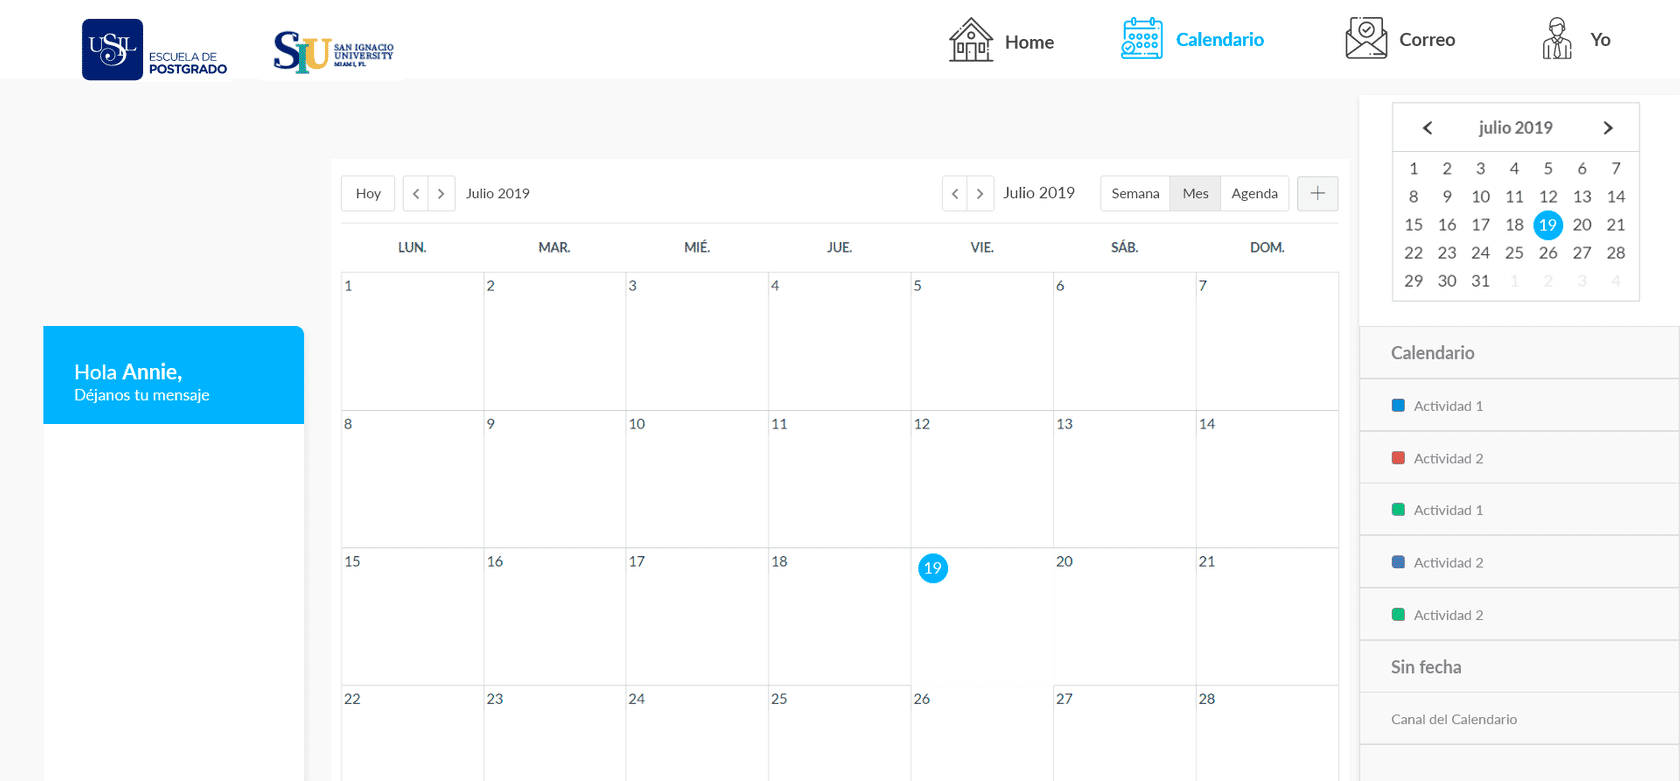 USIL
ESCUELA DE
POSTGRADO
SIU
SAN IGNACIO
UNIVERSITY
MIAMI, FL
Home
Calendario
Correo
Yo
Hola Annie,
Déjanos tu mensaje
Hoy
Julio 2019
Julio 2019
Semana
Mes
Agenda
LUN. MAR. MIÉ. JUE. VIE. SÁB. DOM.
1 2 3 4 5 6 7
8 9 10 11 12 13 14
15 16 17 18 19 20 21
22 23 24 25 26 27 28
julio 2019
1 2 3 4 5 6 7
8 9 10 11 12 13 14
15 16 17 18 19 20 21
22 23 24 25 26 27 28
29 30 31 1 2 3 4
Calendario
Actividad 1
Actividad 2
Actividad 1
Actividad 2
Actividad 2
Sin fecha
Canal del Calendario